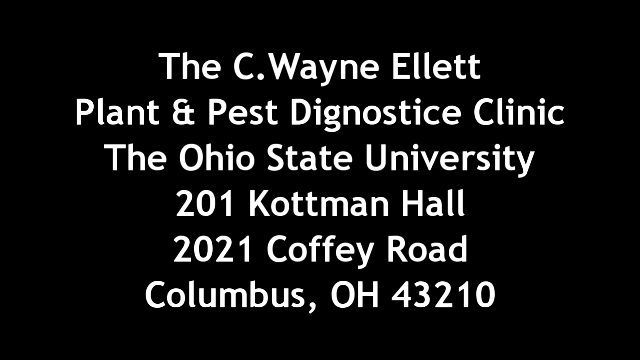 The C.Wayne Ellett
Plant & Pest Dignostice Clinic
The Ohio State University
201 Kottman Hall
2021 Coffey Road
Columbus, OH 43210